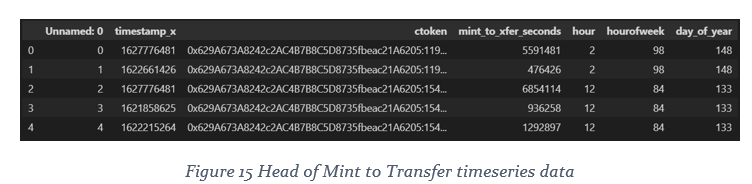 Unnamed: 0 timestamp_x ctoken mint_to_xfer_seconds hour hourofweek day_of_year
0 0 1627776481 0x629A673A8242c2AC4B7B8C5D8735fbeac21A6205:119... 5591481 2 98 148
1 1 1622661426 0x629A673A8242c2AC4B7B8C5D8735fbeac21A6205:119... 476426 2 98 148
2 2 1627776481 0x629A673A8242c2AC4B7B8C5D8735fbeac21A6205:154... 6854114 12 84 133
3 3 1621858625 0x629A673A8242c2AC4B7B8C5D8735fbeac21A6205:154... 936258 12 84 133
4 4 1622215264 0x629A673A8242c2AC4B7B8C5D8735fbeac21A6205:154... 1292897 12 84 133
Figure 15 Head of Mint to Transfer timeseries data